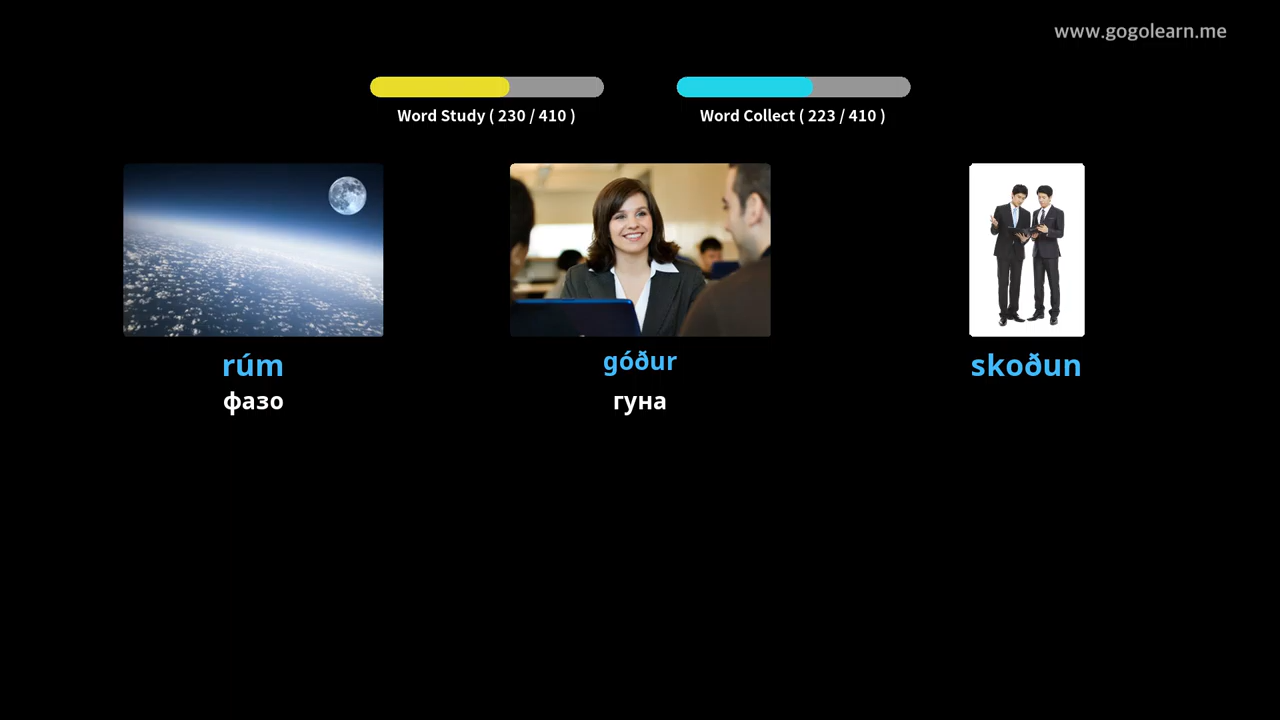 www.gogolearn.me
Word Study ( 230 / 410 )
Word Collect ( 223 / 410 )
rúm
фазо
góður
гуна
skoðun